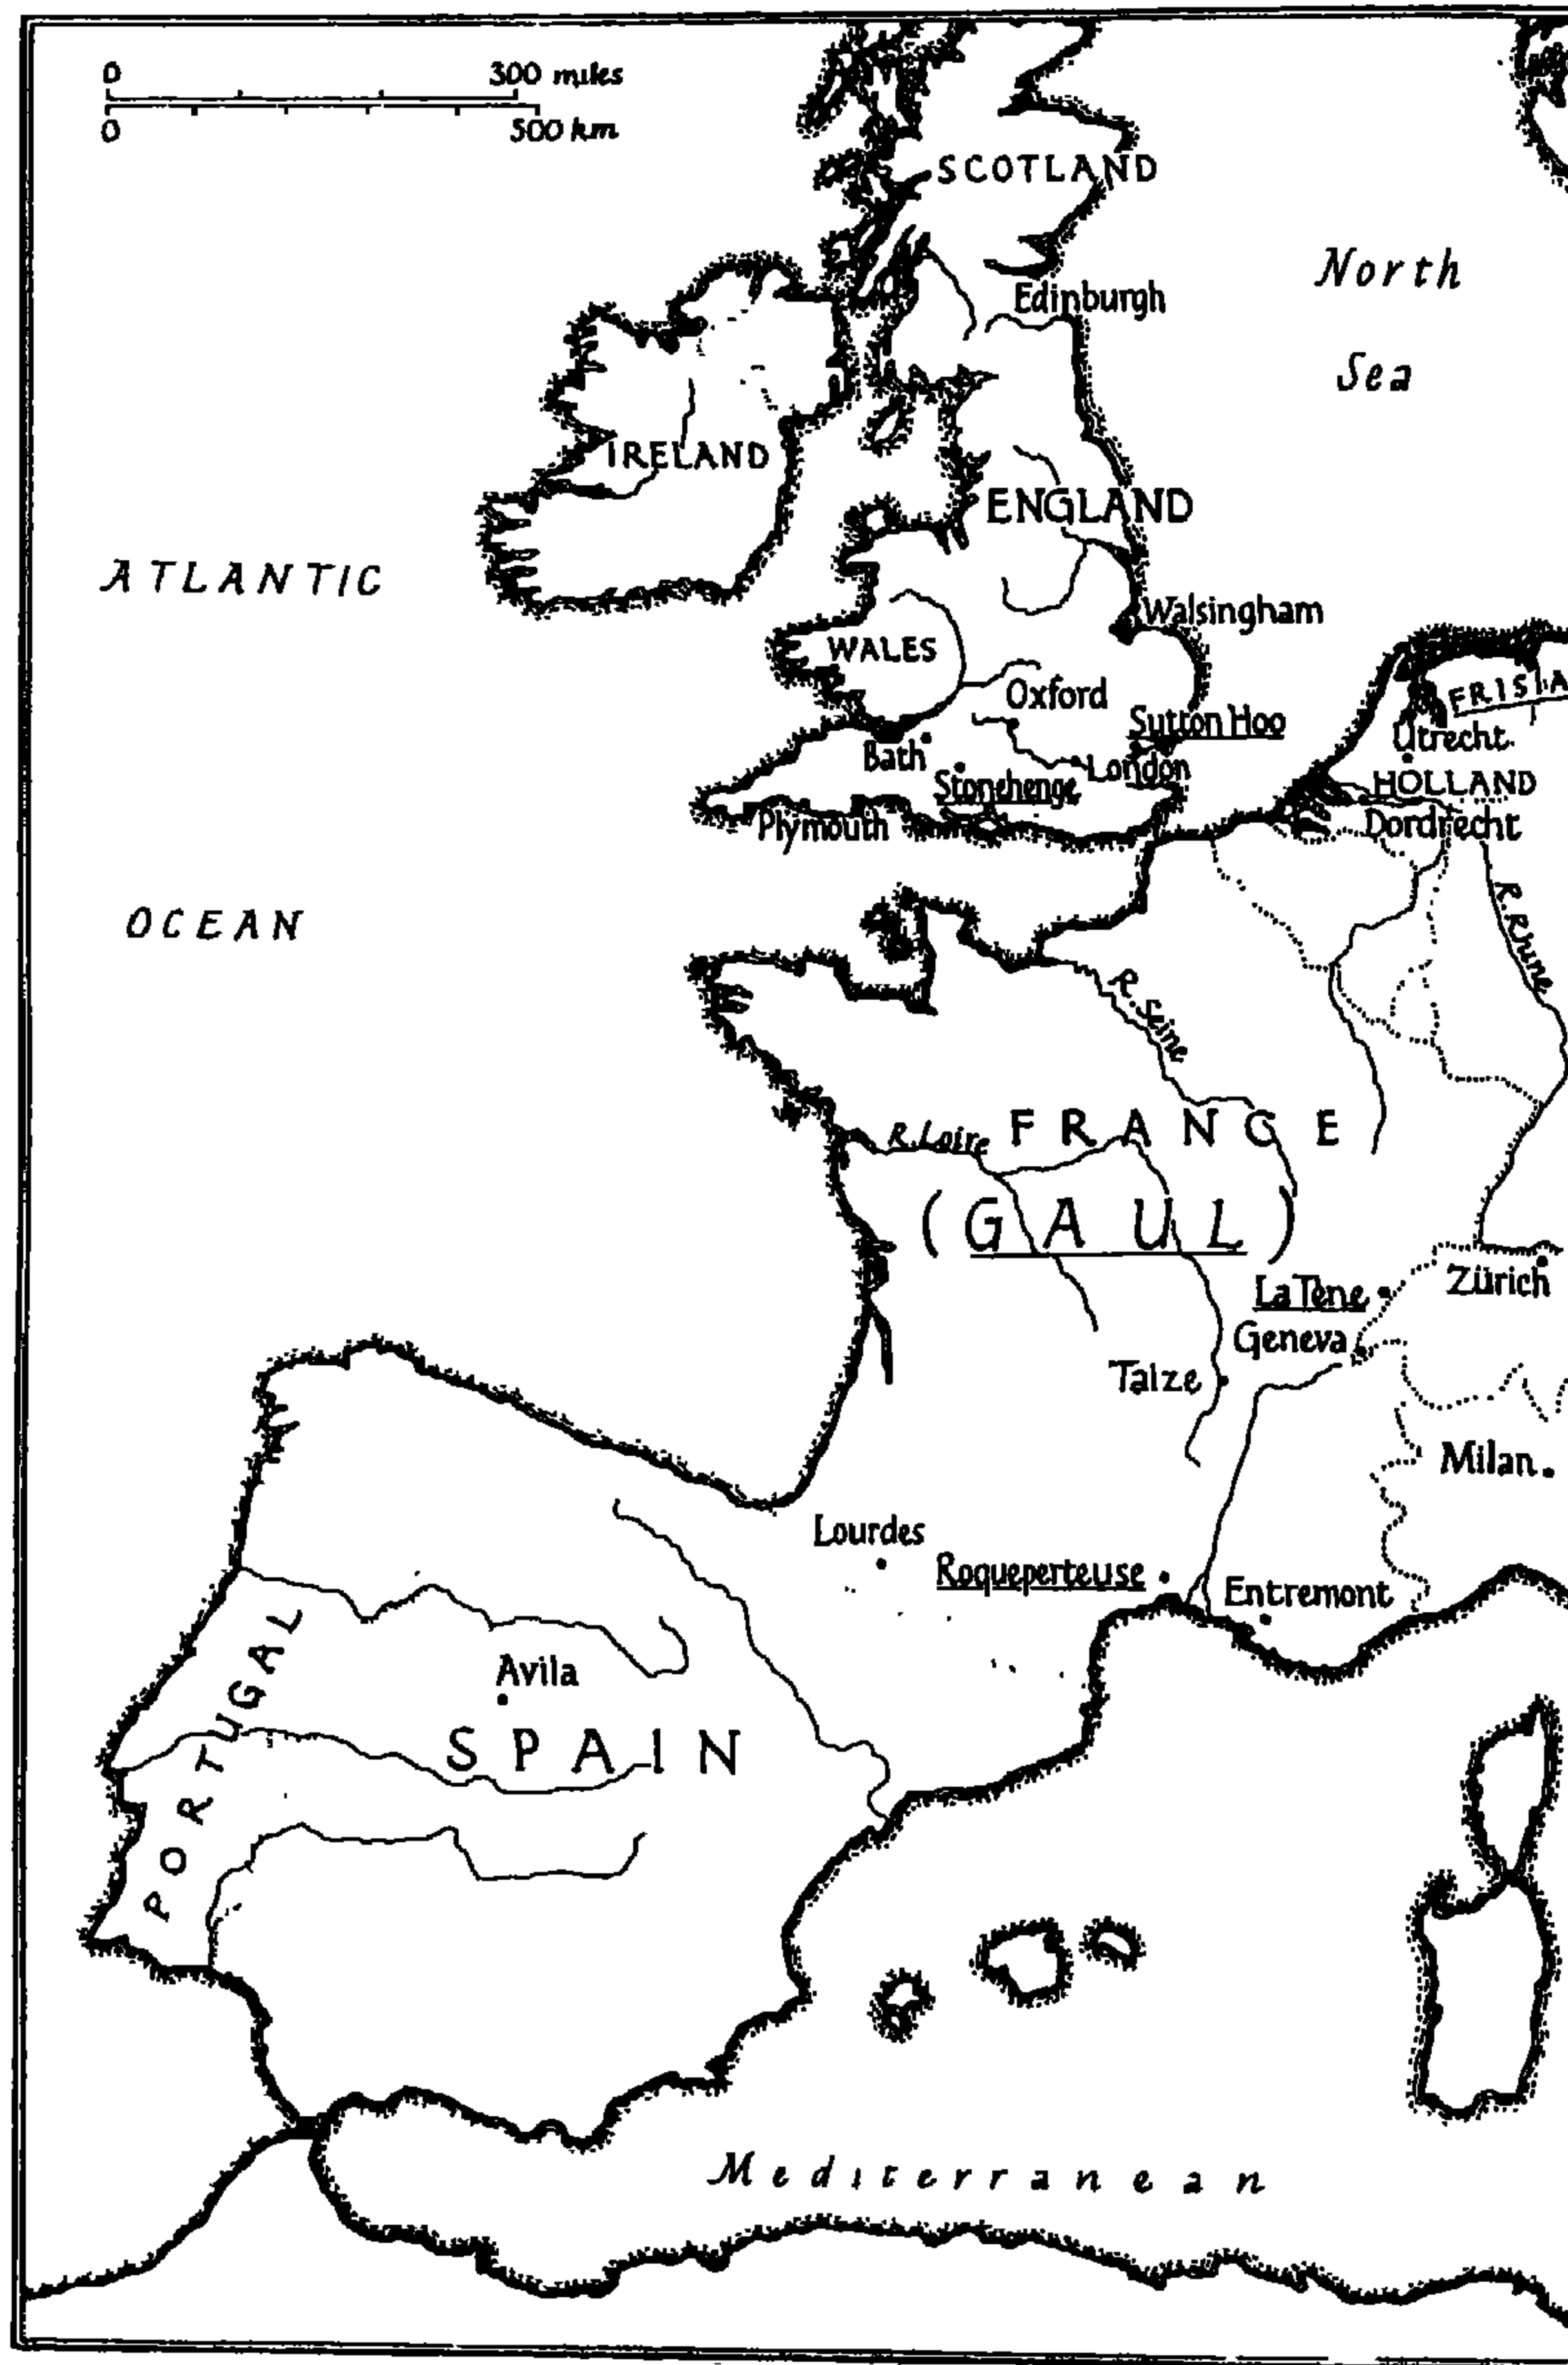 0 300 miles
0 500 km
SCOTLAND
North
Sea
Edinburgh
IRELAND
ENGLAND
ATLANTIC
Walsingham
WALES
Oxford
FRISIA
Sutton Hoo
Utrecht
Bath
London
HOLLAND
Stonehenge
Plymouth
Dordrecht
OCEAN
R. Rhine
R. Seine
R. Loire
FRANCE
(GAUL)
La Tene
Zürich
Geneva
Taize
Milan
Lourdes
Roqueperteuse
Entremont
PORTUGAL
Avila
SPAIN
Mediterranean